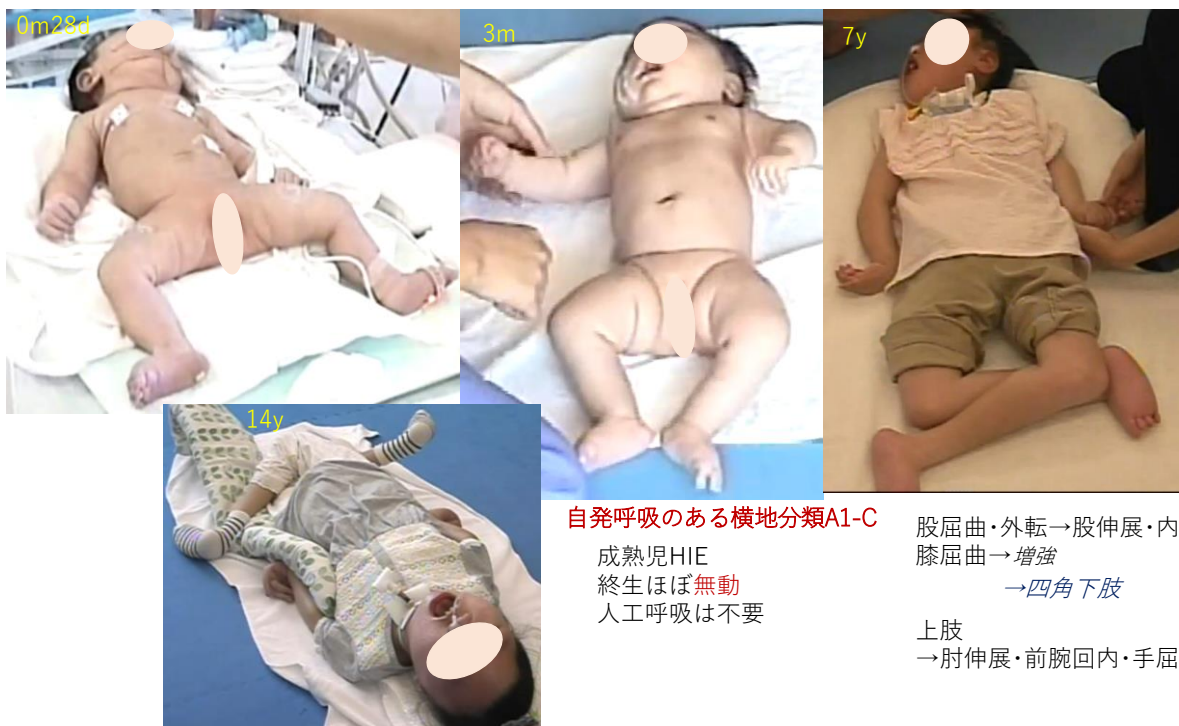 0m28d
3m
7y
14y
自発呼吸のある横地分類A1-C
成熟児HIE
終生ほぼ無動
人工呼吸は不要
股屈曲・外転→股伸展・内
膝屈曲→増強
→四角下肢
上肢
→肘伸展・前腕回内・手屈